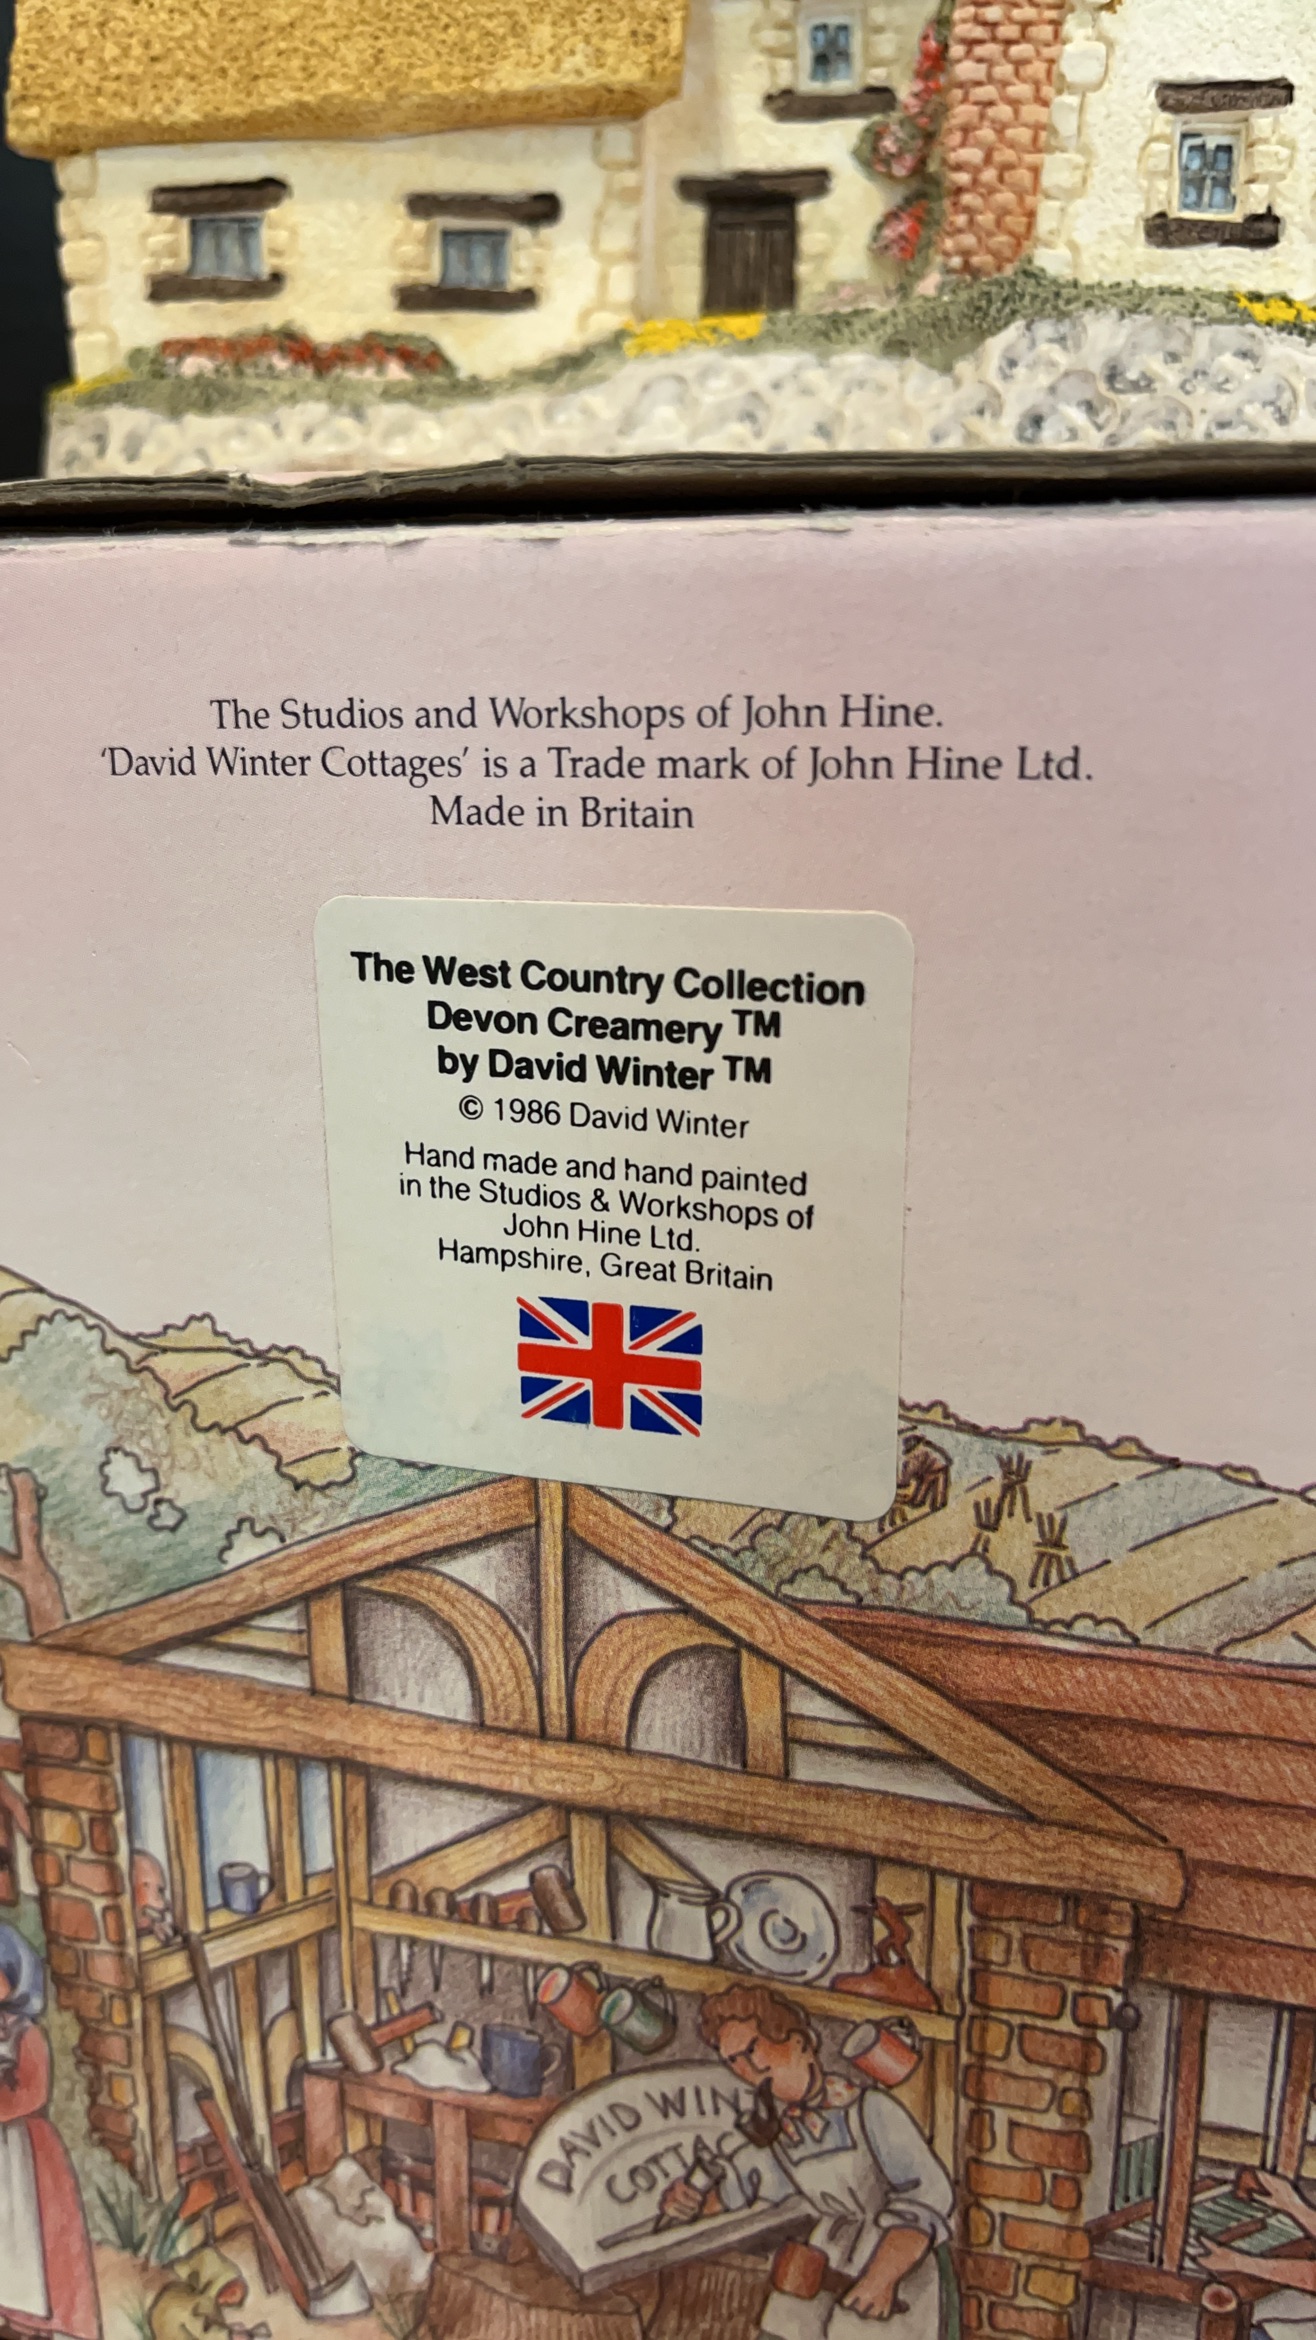 The Studios and Workshops of John Hine.
‘David Winter Cottages’ is a Trade mark of John Hine Ltd.
Made in Britain
The West Country Collection
Devon Creamery ™
by David Winter ™
© 1986 David Winter
Hand made and hand painted
in the Studios & Workshops of
John Hine Ltd.
Hampshire, Great Britain
DAVID WINT
COTTAG